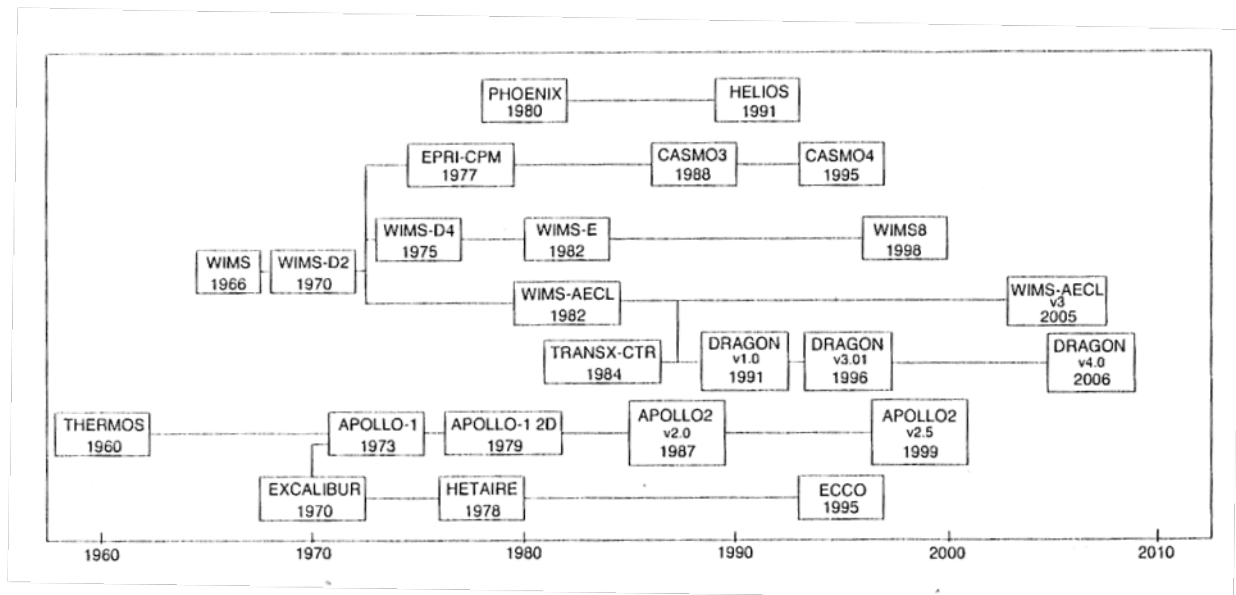 PHOENIX
1980
HELIOS
1991
EPRI-CPM
1977
CASMO3
1988
CASMO4
1995
WIMS-D4
1975
WIMS-E
1982
WIMS8
1998
WIMS
1966
WIMS-D2
1970
WIMS-AECL
1982
WIMS-AECL
v3
2005
TRANSX-CTR
1984
DRAGON
v1.0
1991
DRAGON
v3.01
1996
DRAGON
v4.0
2006
THERMOS
1960
APOLLO-1
1973
APOLLO-1 2D
1979
APOLLO2
v2.0
1987
APOLLO2
v2.5
1999
EXCALIBUR
1970
HETAIRE
1978
ECCO
1995
1960
1970
1980
1990
2000
2010